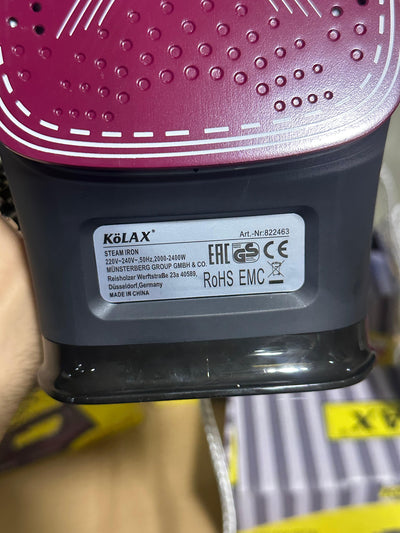 KöLAX®
Art.-Nr:822463
STEAM IRON
220V~240V~,50Hz,2000-2400W
MÜNSTERBERG GROUP GMBH & CO.
Reisholzer Werftstraße 23a 40589,
Düsseldorf,Germany
MADE IN CHINA
EAC GS CE
RoHS EMC